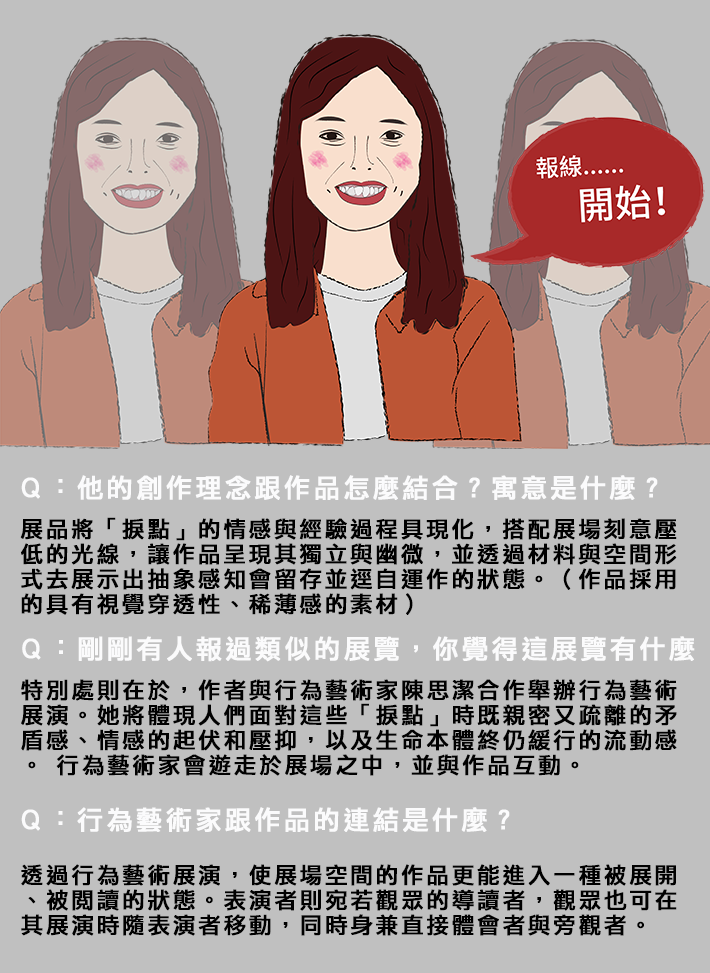 報線......
開始!
Q：他的創作理念跟作品怎麼結合？寓意是什麼？
展品將「捩點」的情感與經驗過程具現化，搭配展場刻意壓
低的光線，讓作品呈現其獨立與幽微，並透過材料與空間形
式去展示出抽象感知會留存並逕自運作的狀態。（作品採用
的具有視覺穿透性、稀薄感的素材）
Q：剛剛有人報過類似的展覽，你覺得這展覽有什麼
特別處則在於，作者與行為藝術家陳思潔合作舉辦行為藝術
展演。她將體現人們面對這些「捩點」時既親密又疏離的矛
盾感、情感的起伏和壓抑，以及生命本體終仍緩行的流動感
。 行為藝術家會遊走於展場之中，並與作品互動。
Q：行為藝術家跟作品的連結是什麼？
透過行為藝術展演，使展場空間的作品更能進入一種被展開
、被閱讀的狀態。表演者則宛若觀眾的導讀者，觀眾也可在
其展演時隨表演者移動，同時身兼直接體會者與旁觀者。